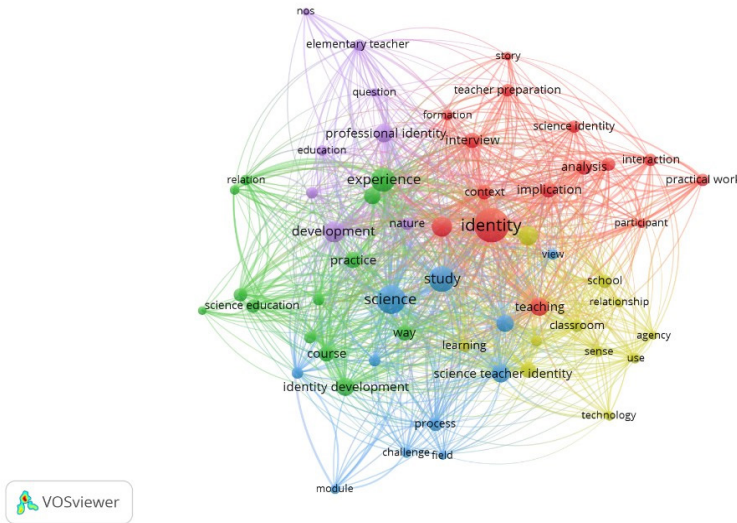 nos
elementary teacher
story
question
teacher preparation
formation
professional identity
interview
science identity
education
analysis
interaction
relation
experience
practical work
context
implication
development
nature
identity
participant
practice
view
study
school
science
relationship
science education
teaching
way
classroom
agency
learning
course
sense
use
science teacher identity
identity development
technology
process
challenge
field
module
VOSviewer